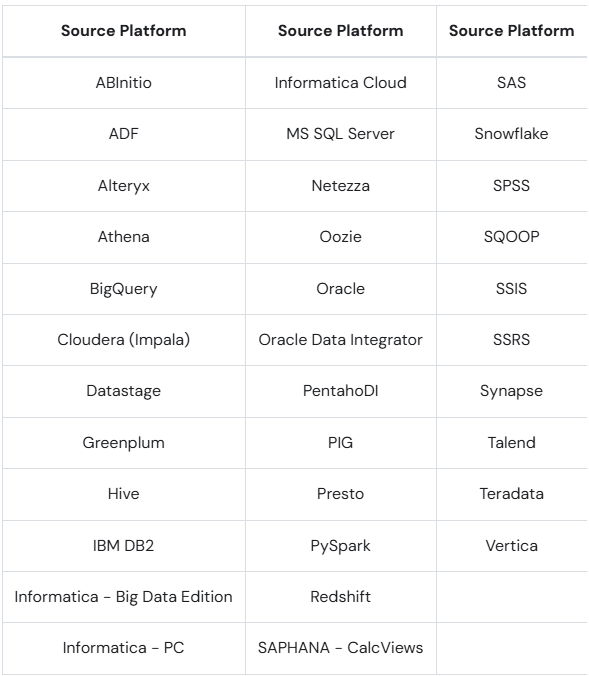 Source Platform Source Platform Source Platform
ABInitio Informatica Cloud SAS
ADF MS SQL Server Snowflake
Alteryx Netezza SPSS
Athena Oozie SQOOP
BigQuery Oracle SSIS
Cloudera (Impala) Oracle Data Integrator SSRS
Datastage PentahoDI Synapse
Greenplum PIG Talend
Hive Presto Teradata
IBM DB2 PySpark Vertica
Informatica - Big Data Edition Redshift
Informatica - PC SAPHANA - CalcViews